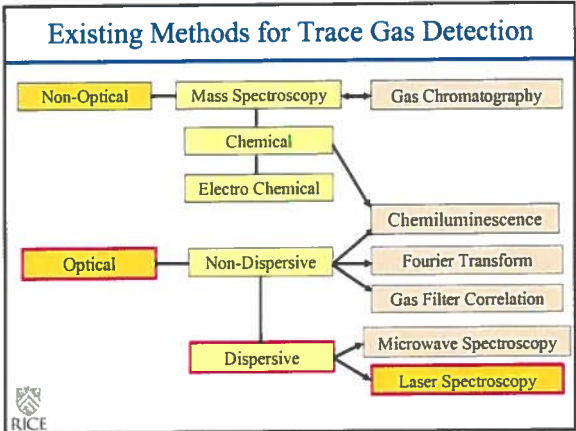 Existing Methods for Trace Gas Detection
Non-Optical
Mass Spectroscopy
Gas Chromatography
Chemical
Electro Chemical
Chemiluminescence
Optical
Non-Dispersive
Fourier Transform
Gas Filter Correlation
Microwave Spectroscopy
Dispersive
Laser Spectroscopy
RICE